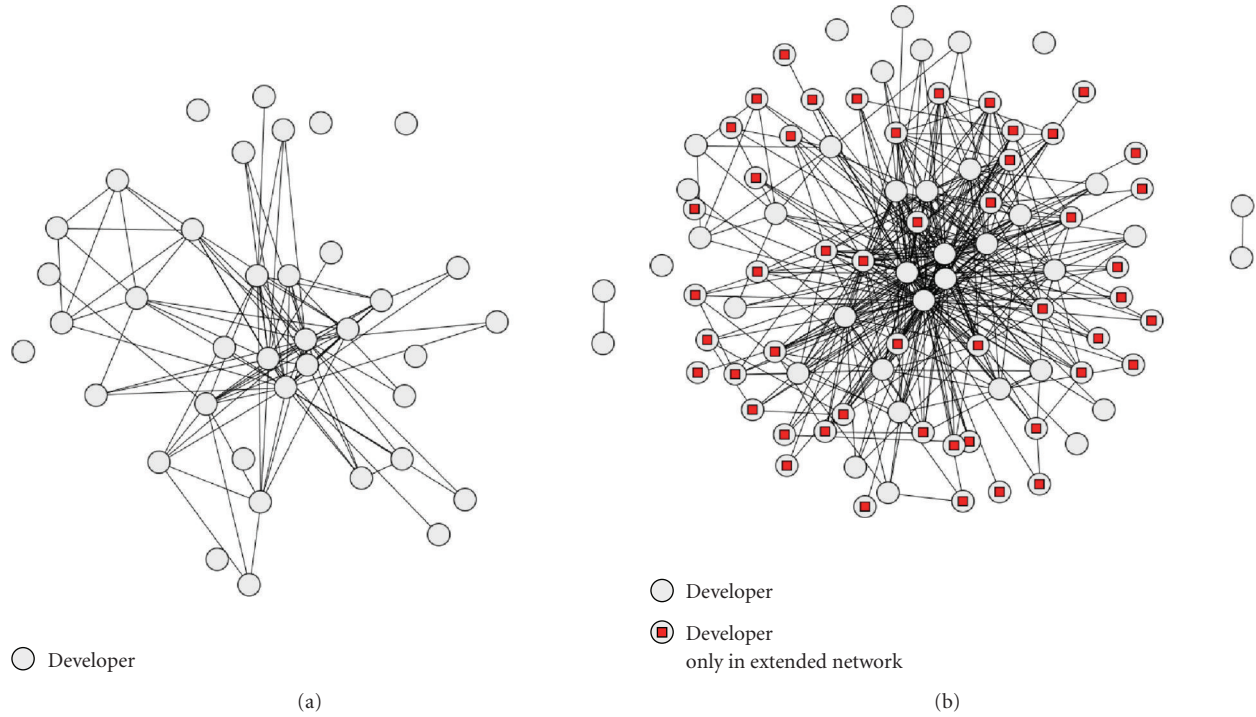 Developer
(a)
Developer
Developer
only in extended network
(b)